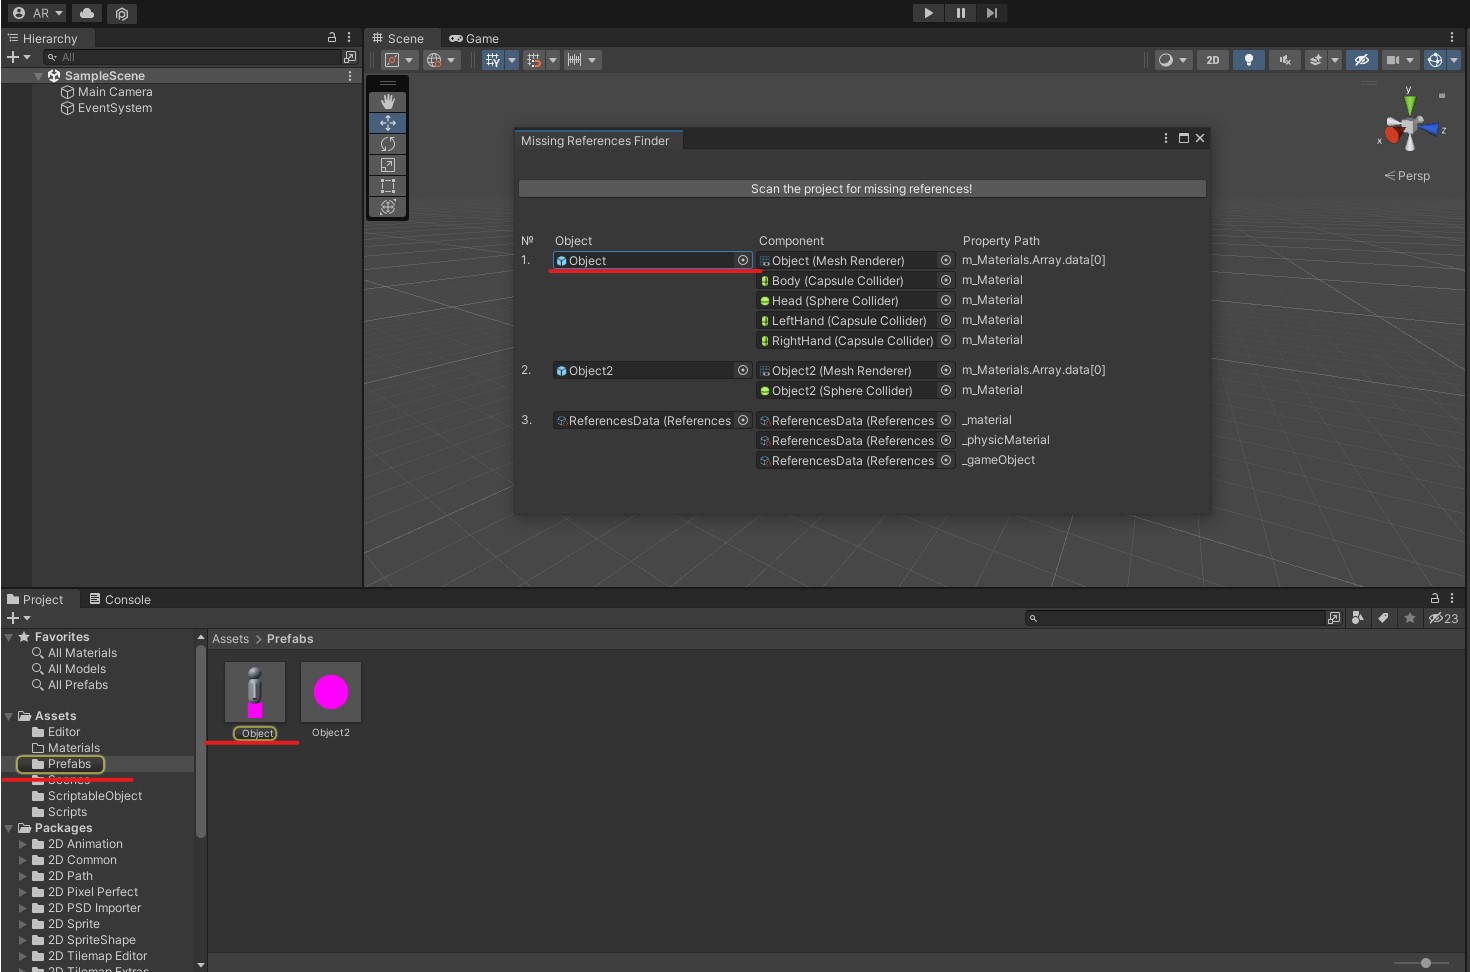 AR
Hierarchy
All
SampleScene
Main Camera
EventSystem
Scene
Game
2D
y
x
z
Persp
Missing References Finder
Scan the project for missing references!
№ Object Component Property Path
1. Object Object (Mesh Renderer) m_Materials.Array.data[0]
Body (Capsule Collider) m_Material
Head (Sphere Collider) m_Material
LeftHand (Capsule Collider) m_Material
RightHand (Capsule Collider) m_Material
2. Object2 Object2 (Mesh Renderer) m_Materials.Array.data[0]
Object2 (Sphere Collider) m_Material
3. ReferencesData (References ReferencesData (References _material
ReferencesData (References _physicMaterial
ReferencesData (References _gameObject
Project Console
23
Favorites
All Materials
All Models
All Prefabs
Assets
Editor
Materials
Prefabs
Scenes
ScriptableObject
Scripts
Packages
2D Animation
2D Common
2D Path
2D Pixel Perfect
2D PSD Importer
2D Sprite
2D SpriteShape
2D Tilemap Editor
2D Tilemap Extras
Assets > Prefabs
Object Object2